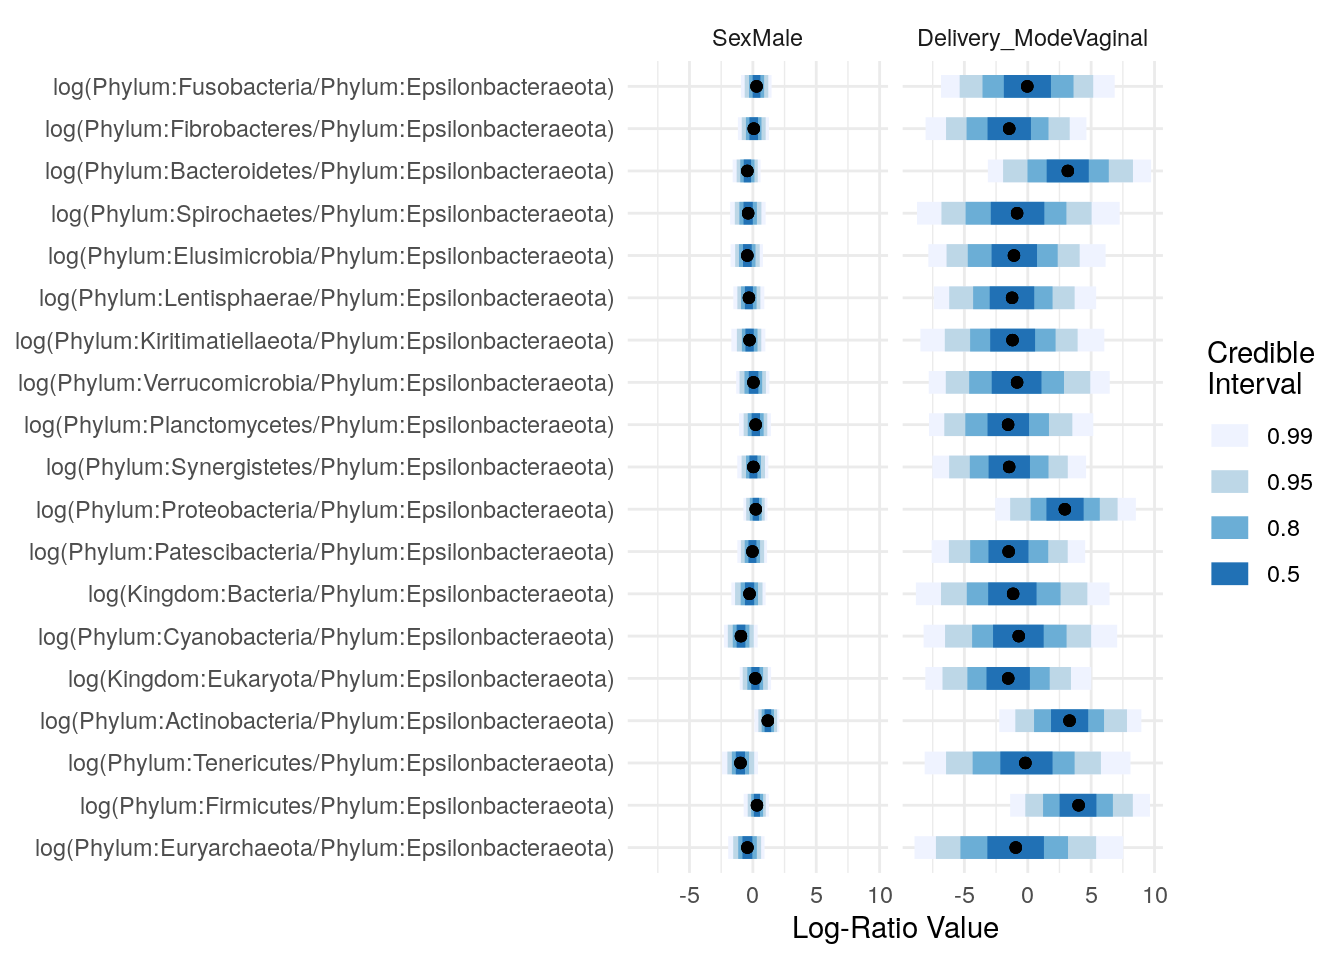 SexMale
Delivery_ModeVaginal
log(Phylum:Fusobacteria/Phylum:Epsilonbacteraeota)
log(Phylum:Fibrobacteres/Phylum:Epsilonbacteraeota)
log(Phylum:Bacteroidetes/Phylum:Epsilonbacteraeota)
log(Phylum:Spirochaetes/Phylum:Epsilonbacteraeota)
log(Phylum:Elusimicrobia/Phylum:Epsilonbacteraeota)
log(Phylum:Lentisphaerae/Phylum:Epsilonbacteraeota)
log(Phylum:Kiritimatiellaeota/Phylum:Epsilonbacteraeota)
log(Phylum:Verrucomicrobia/Phylum:Epsilonbacteraeota)
log(Phylum:Planctomycetes/Phylum:Epsilonbacteraeota)
log(Phylum:Synergistetes/Phylum:Epsilonbacteraeota)
log(Phylum:Proteobacteria/Phylum:Epsilonbacteraeota)
log(Phylum:Patescibacteria/Phylum:Epsilonbacteraeota)
log(Kingdom:Bacteria/Phylum:Epsilonbacteraeota)
log(Phylum:Cyanobacteria/Phylum:Epsilonbacteraeota)
log(Kingdom:Eukaryota/Phylum:Epsilonbacteraeota)
log(Phylum:Actinobacteria/Phylum:Epsilonbacteraeota)
log(Phylum:Tenericutes/Phylum:Epsilonbacteraeota)
log(Phylum:Firmicutes/Phylum:Epsilonbacteraeota)
log(Phylum:Euryarchaeota/Phylum:Epsilonbacteraeota)
-5 0 5 10
-5 0 5 10
Log-Ratio Value
Credible
Interval
0.99
0.95
0.8
0.5